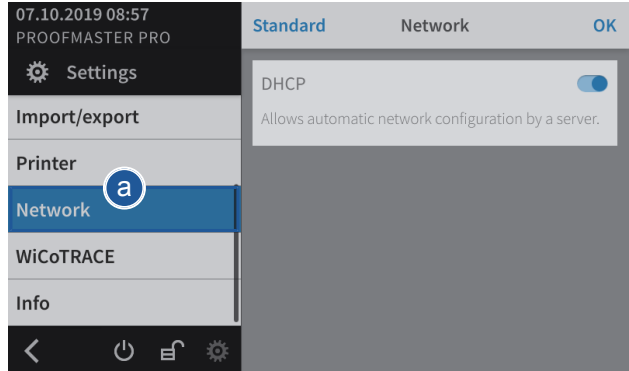 07.10.2019 08:57
PROOFMASTER PRO
Settings
Import/export
Printer
a
Network
WiCoTRACE
Info
Standard Network OK
DHCP
Allows automatic network configuration by a server.